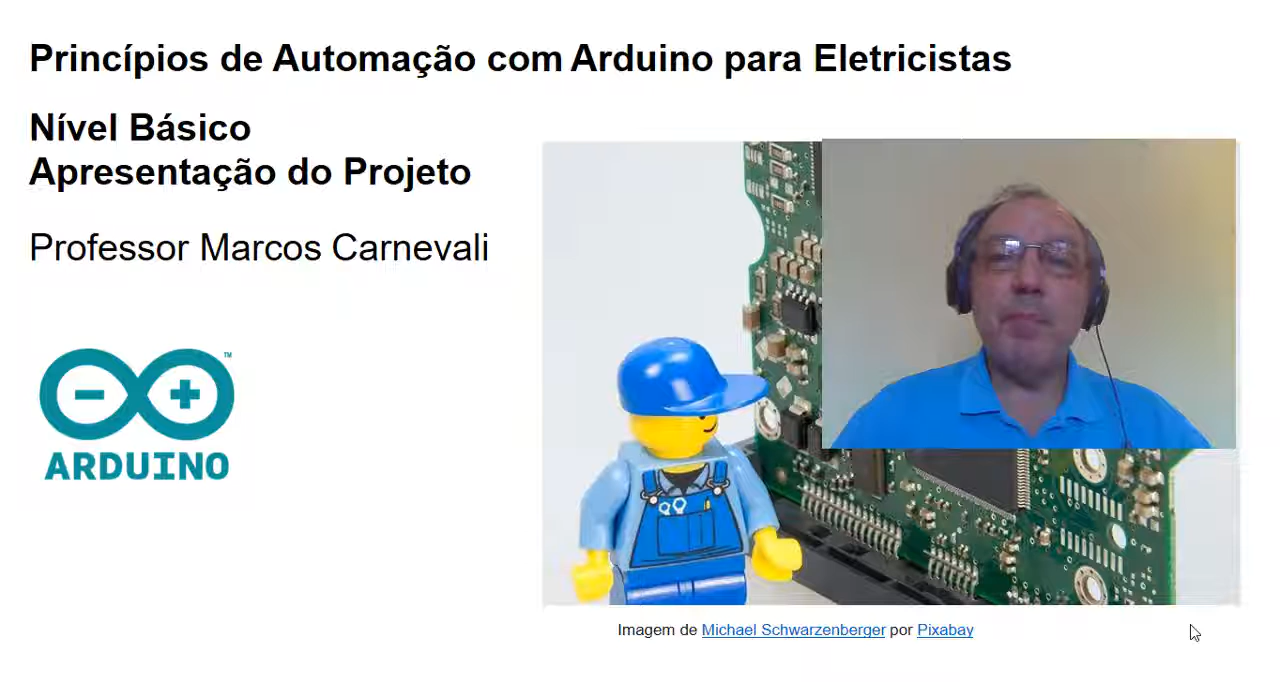 Princípios de Automação com Arduino para Eletricistas
Nível Básico
Apresentação do Projeto
Professor Marcos Carnevali
TM
ARDUINO
Imagem de Michael Schwarzenberger por Pixabay